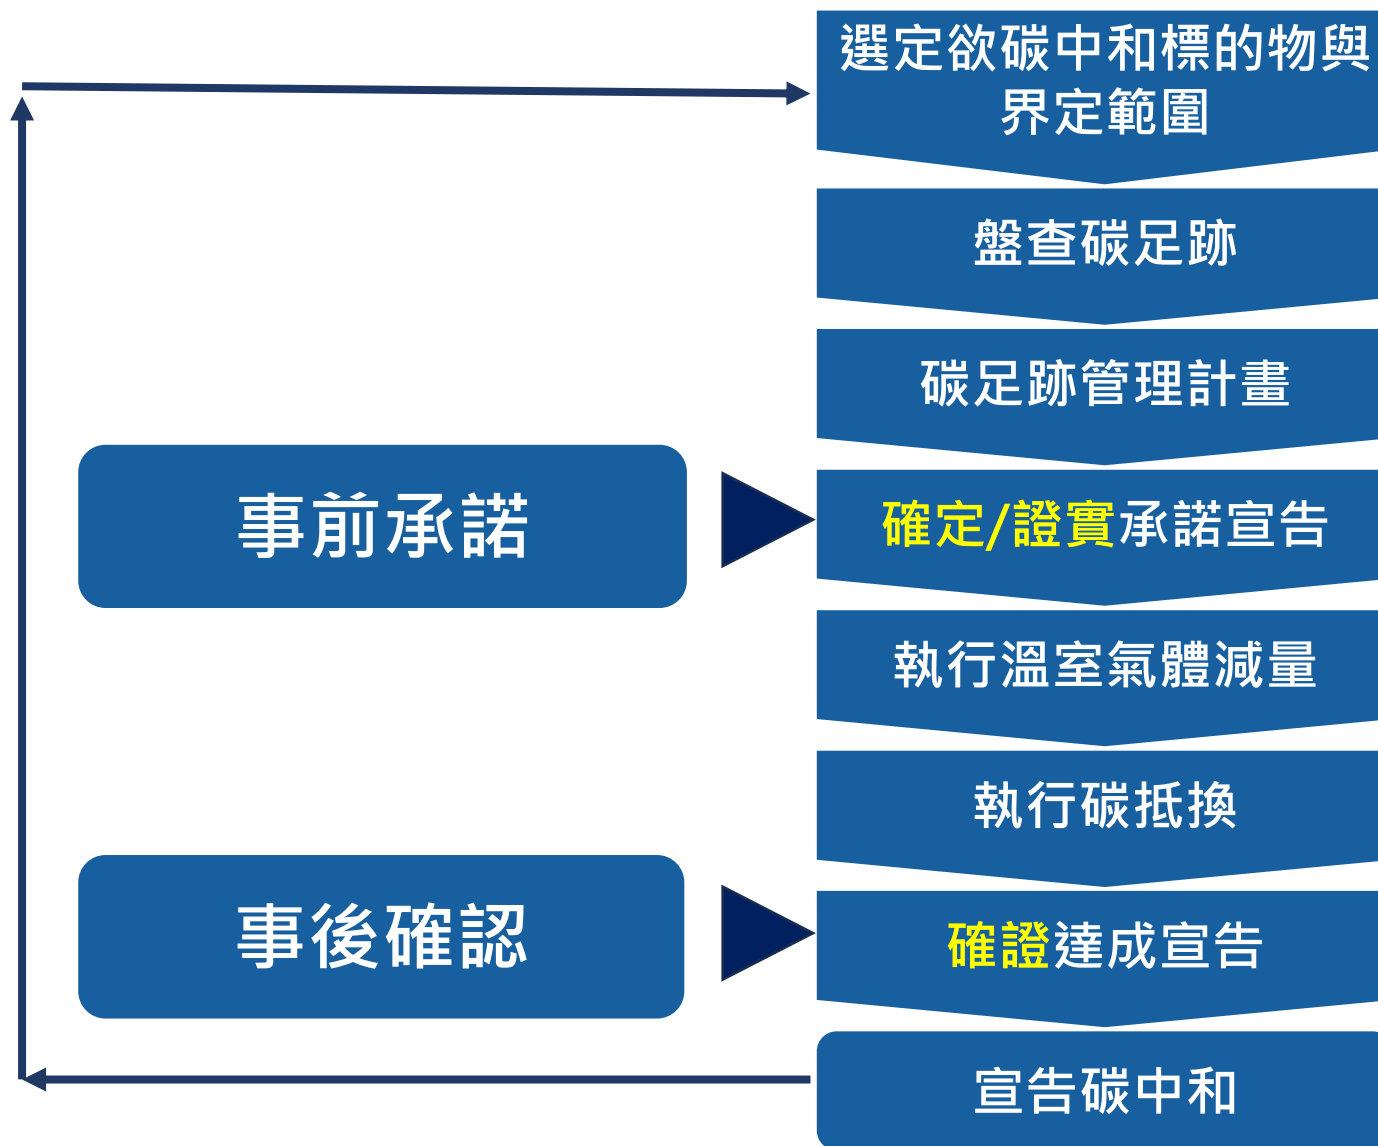 選定欲碳中和標的物與
界定範圍
盤查碳足跡
碳足跡管理計畫
事前承諾
確定/證實承諾宣告
執行溫室氣體減量
執行碳抵換
事後確認
確證達成宣告
宣告碳中和